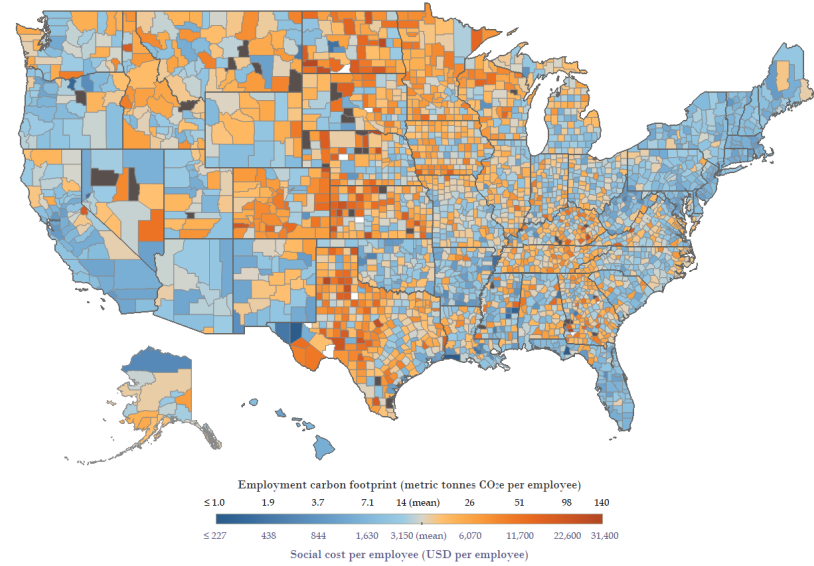 Employment carbon footprint (metric tonnes CO₂e per employee)
≤ 1.0 1.9 3.7 7.1 14 (mean) 26 51 98 140
≤ 227 438 844 1,630 3,150 (mean) 6,070 11,700 22,600 31,400
Social cost per employee (USD per employee)